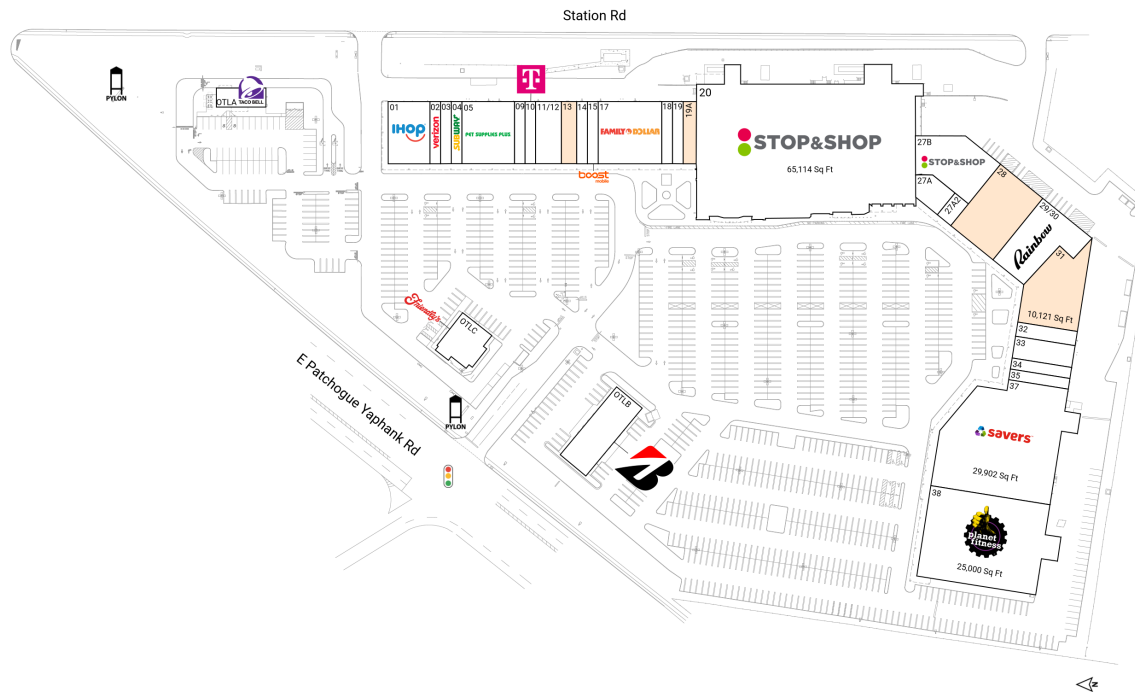 Station Rd
PYLON
OTLA
TACO BELL
T
01
02
03
04
05
09
10
11/12
13
14
15
17
18
19
19A
20
IHOP
verizon
SUBWAY
PET SUPPLIES PLUS
FAMILY DOLLAR
boost
mobile
STOP&SHOP
65,114 Sq Ft
27B
STOP&SHOP
27A
27A2
28
29/30
Rainbow
31
10,121 Sq Ft
32
33
34
35
37
savers
29,902 Sq Ft
38
planet
fitness
25,000 Sq Ft
Friendly's
OTLC
OTLB
B
PYLON
E Patchogue Yaphank Rd
N